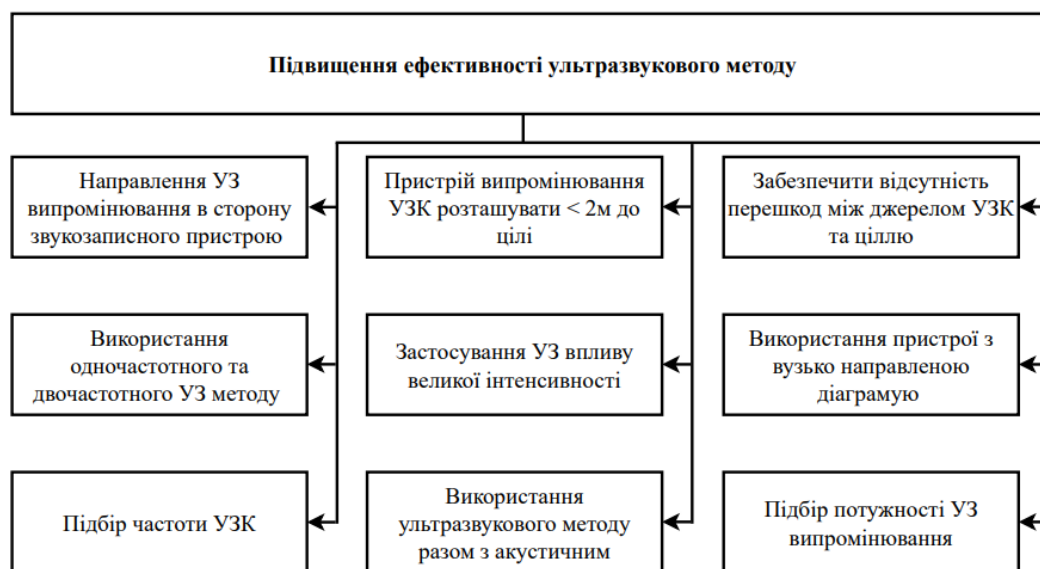 Підвищення ефективності ультразвукового методу
Направлення УЗ
випромінювання в сторону
звукозаписного пристрою
Пристрій випромінювання
УЗК розташувати < 2м до
цілі
Забезпечити відсутність
перешкод між джерелом УЗК
та ціллю
Використання
одночастотного та
двочастотного УЗ методу
Застосування УЗ впливу
великої інтенсивності
Використання пристрої з
вузько направленою
діаграмую
Підбір частоти УЗК
Використання
ультразвукового методу
разом з акустичним
Підбір потужності УЗ
випромінювання